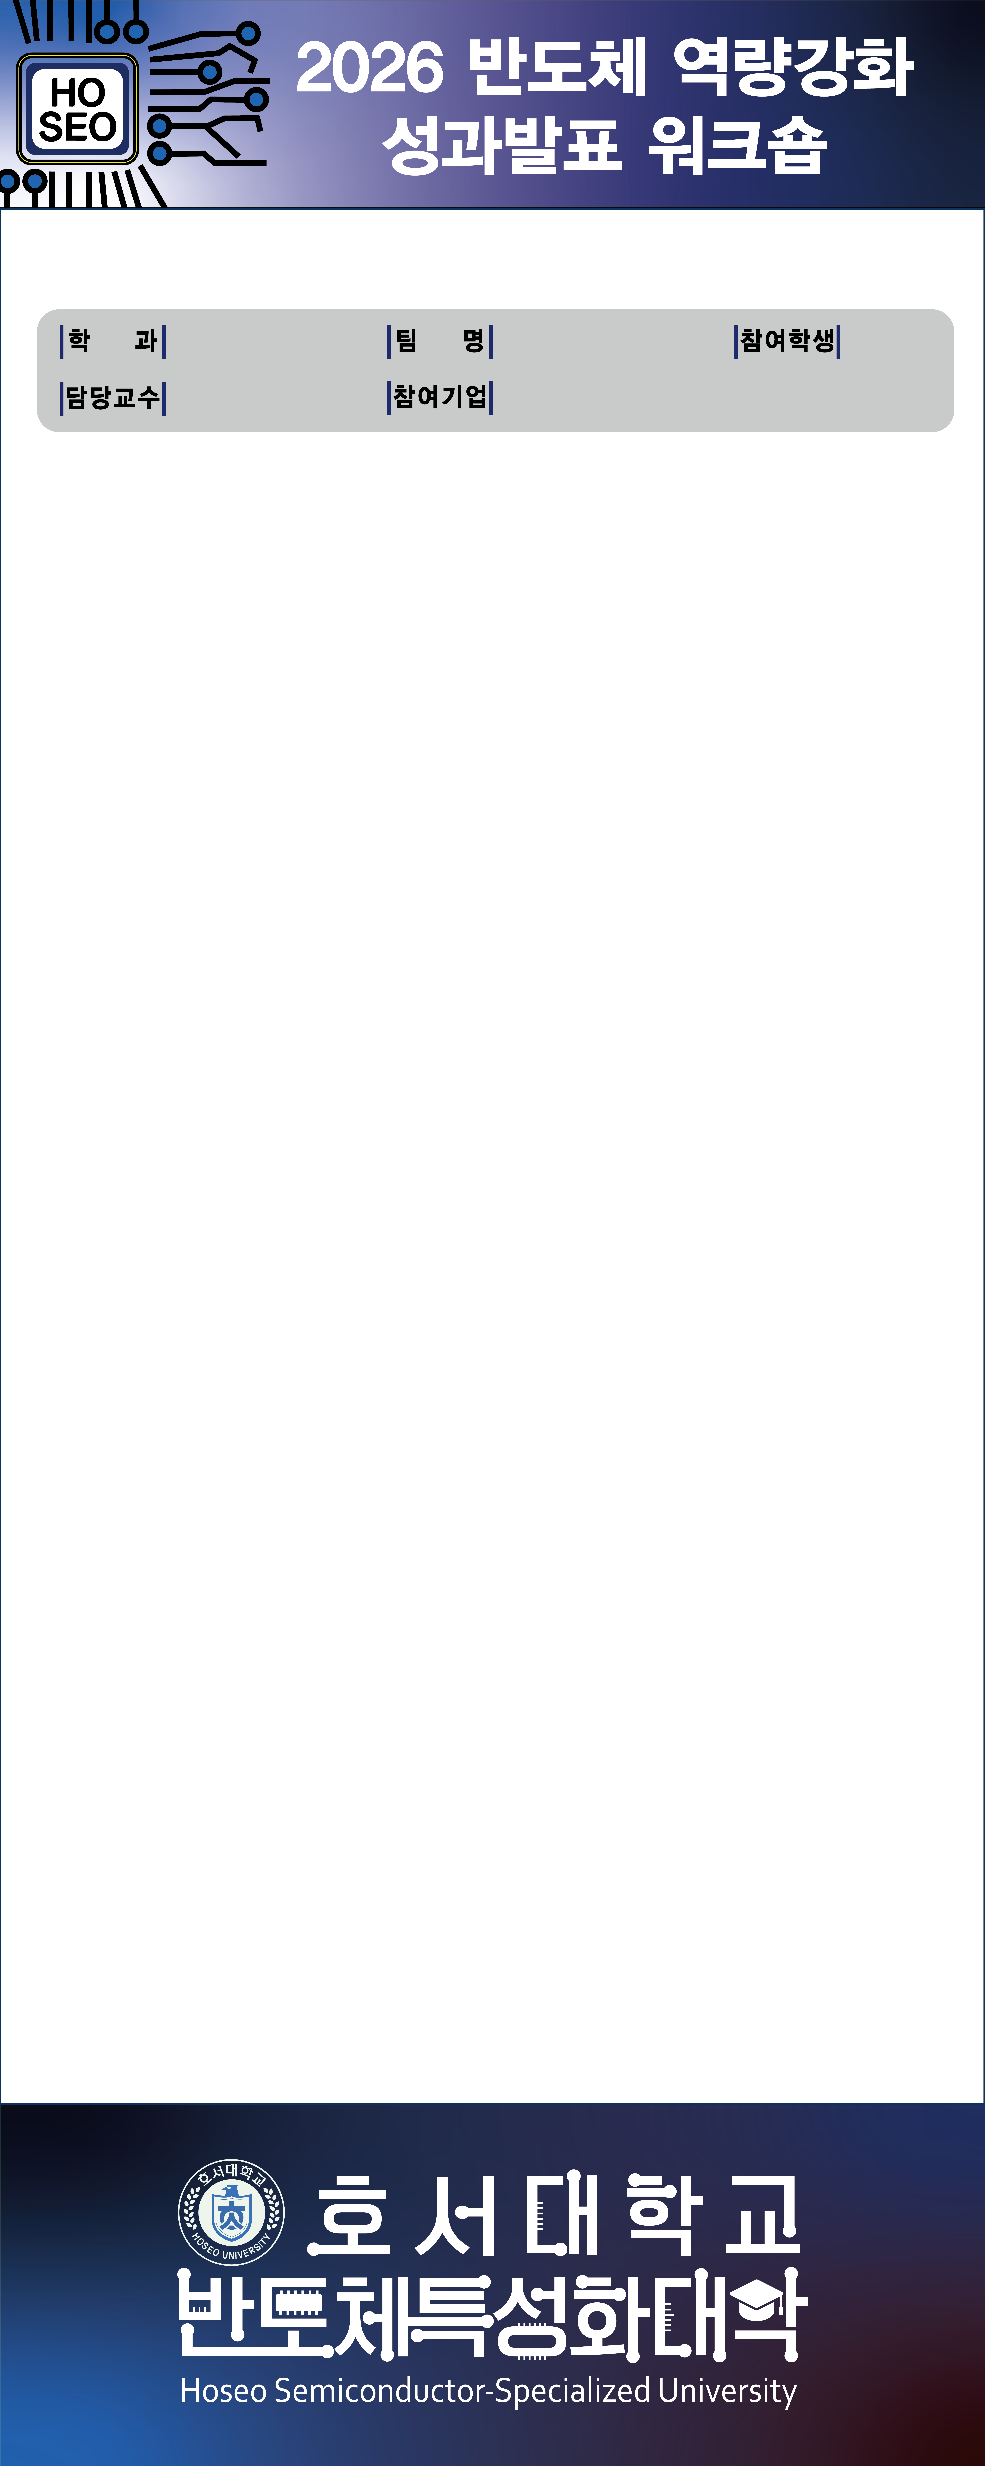 HO
SEO
2026 반도체 역량강화
성과발표 워크숍
학 과
팀 명
참여학생
담당교수
참여기업
호서대학교
HOSEO UNIVERSITY
호서대학교
반도체특성화대학
Hoseo Semiconductor-Specialized University